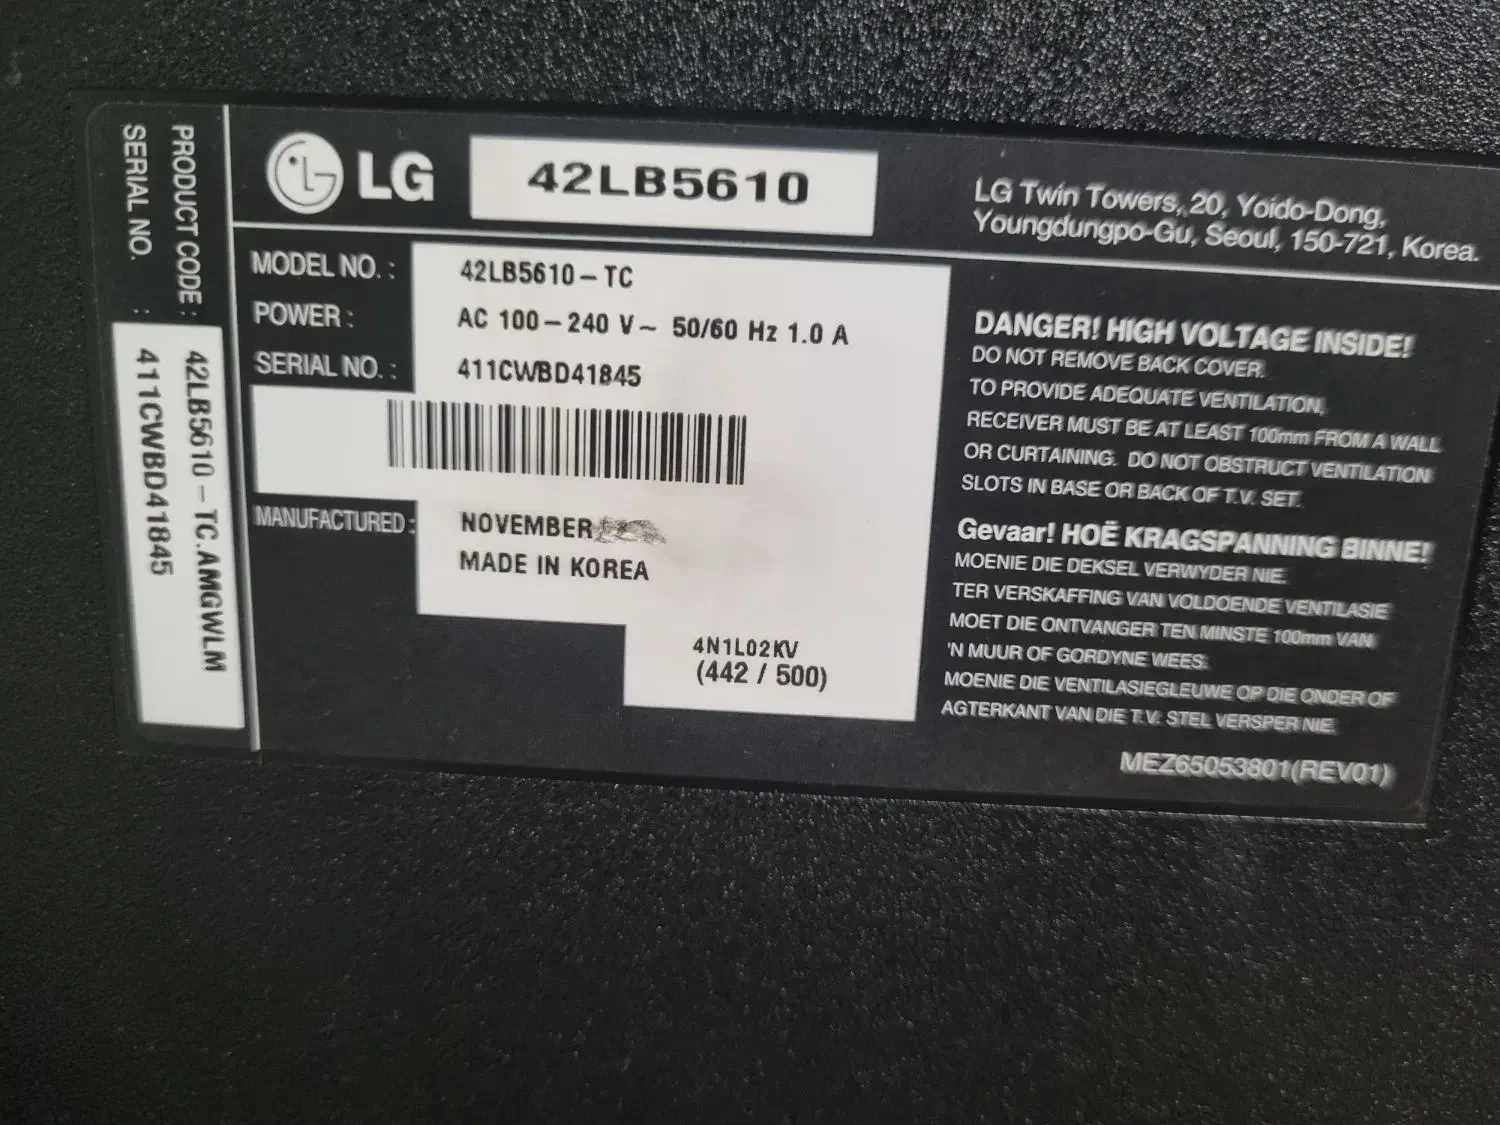 PRODUCT CODE : 42LB5610-TC.AMGWLM
SERIAL NO. : 411CWBD41845
LG
42LB5610
LG Twin Towers, 20, Yoido-Dong,
Youngdungpo-Gu, Seoul, 150-721, Korea.
MODEL NO. : 42LB5610-TC
POWER : AC 100-240 V~ 50/60 Hz 1.0 A
SERIAL NO. : 411CWBD41845
MANUFACTURED : NOVEMBER
MADE IN KOREA
4N1L02KV
(442 / 500)
DANGER! HIGH VOLTAGE INSIDE!
DO NOT REMOVE BACK COVER.
TO PROVIDE ADEQUATE VENTILATION,
RECEIVER MUST BE AT LEAST 100mm FROM A WALL
OR CURTAINING. DO NOT OBSTRUCT VENTILATION
SLOTS IN BASE OR BACK OF T.V. SET.
Gevaar! HOË KRAGSPANNING BINNE!
MOENIE DIE DEKSEL VERWYDER NIE.
TER VERSKAFFING VAN VOLDOENDE VENTILASIE
MOET DIE ONTVANGER TEN MINSTE 100mm VAN
'N MUUR OF GORDYNE WEES.
MOENIE DIE VENTILASIEGLEUWE OP DIE ONDER OF
AGTERKANT VAN DIE T.V. STEL VERSPER NIE.
MEZ65053801(REV01)